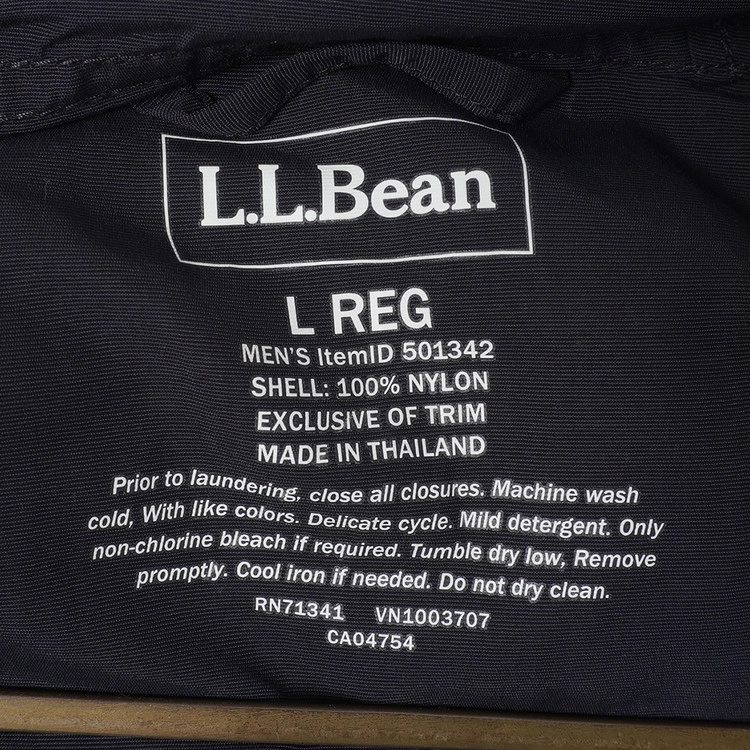 L.L.Bean
L REG
MEN'S ItemID 501342
SHELL: 100% NYLON
EXCLUSIVE OF TRIM
MADE IN THAILAND
Prior to laundering, close all closures. Machine wash
cold, With like colors. Delicate cycle. Mild detergent. Only
non-chlorine bleach if required. Tumble dry low, Remove
promptly. Cool iron if needed. Do not dry clean.
RN71341 VN1003707
CA04754